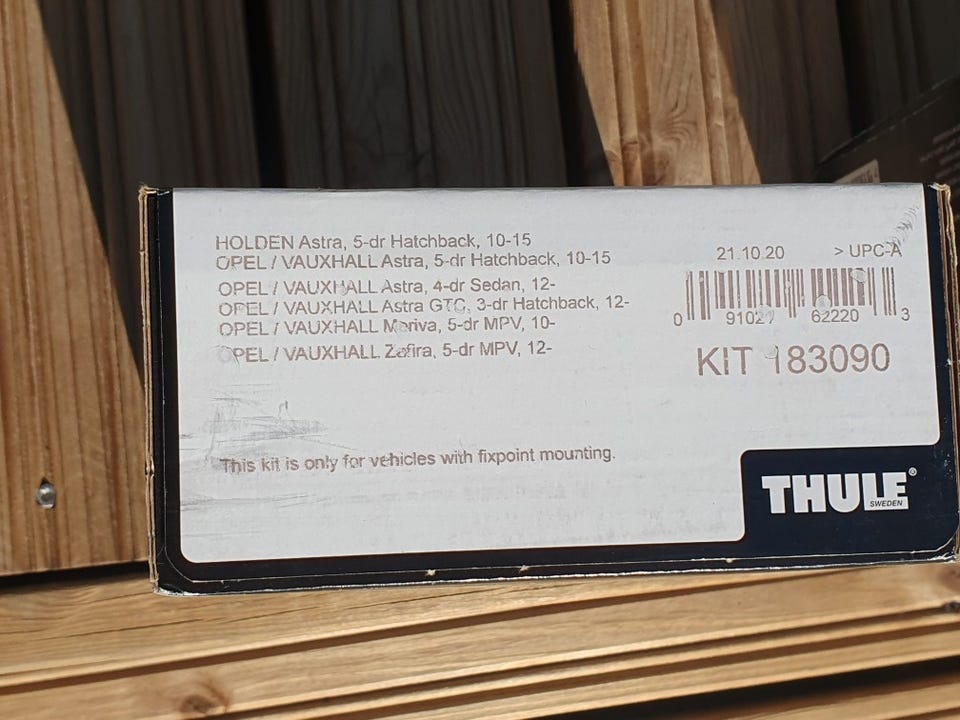 HOLDEN Astra, 5-dr Hatchback, 10-15
OPEL / VAUXHALL Astra, 5-dr Hatchback, 10-15
OPEL / VAUXHALL Astra, 4-dr Sedan, 12-
OPEL / VAUXHALL Astra GTC, 3-dr Hatchback, 12-
OPEL / VAUXHALL Meriva, 5-dr MPV, 10-
OPEL / VAUXHALL Zafira, 5-dr MPV, 12-
This kit is only for vehicles with fixpoint mounting.
21.10.20 > UPC-A
0 91021 62220 3
KIT 183090
THULE®
SWEDEN